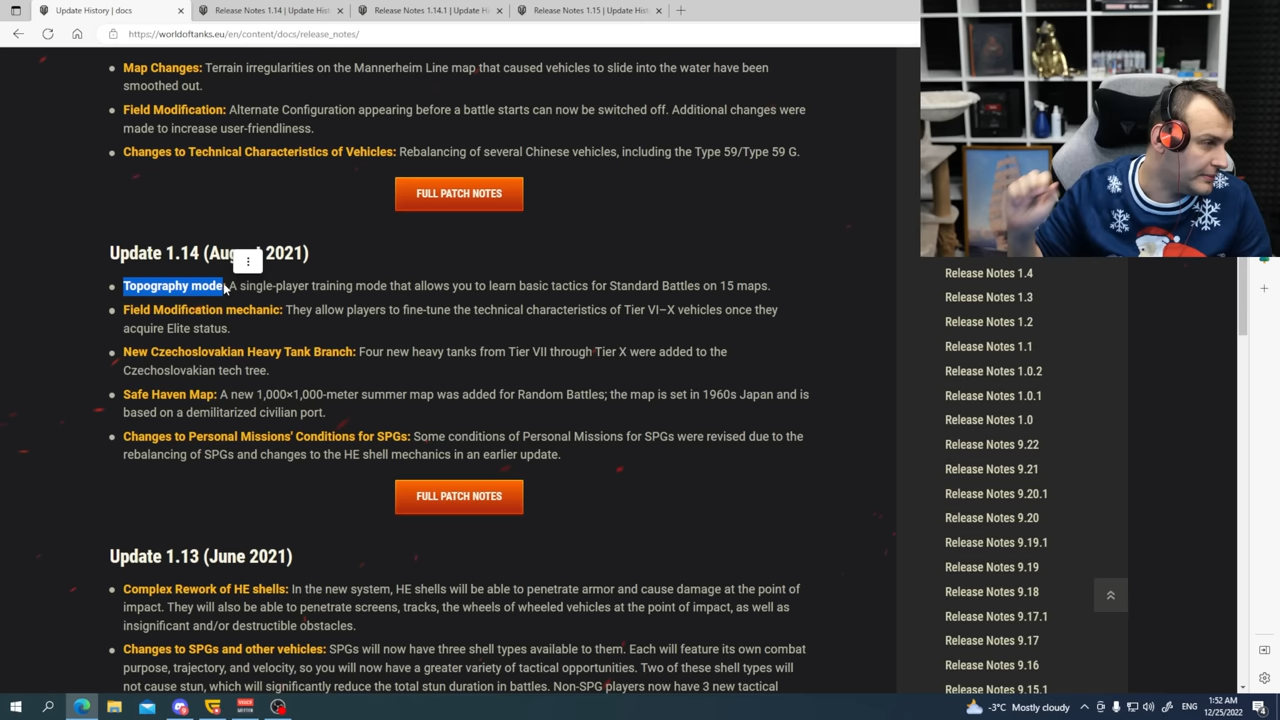 Update History | docs
Release Notes 1.14 | Update Hist
Release Notes 1.14.1 | Update H
Release Notes 1.15 | Update Hist
https://worldoftanks.eu/en/content/docs/release_notes/
Map Changes: Terrain irregularities on the Mannerheim Line map that caused vehicles to slide into the water have been
smoothed out.
Field Modification: Alternate Configuration appearing before a battle starts can now be switched off. Additional changes were
made to increase user-friendliness.
Changes to Technical Characteristics of Vehicles: Rebalancing of several Chinese vehicles, including the Type 59/Type 59 G.
FULL PATCH NOTES
Update 1.14 (August 2021)
Topography mode: A single-player training mode that allows you to learn basic tactics for Standard Battles on 15 maps.
Field Modification mechanic: They allow players to fine-tune the technical characteristics of Tier VI–X vehicles once they
acquire Elite status.
New Czechoslovakian Heavy Tank Branch: Four new heavy tanks from Tier VII through Tier X were added to the
Czechoslovakian tech tree.
Safe Haven Map: A new 1,000×1,000-meter summer map was added for Random Battles; the map is set in 1960s Japan and is
based on a demilitarized civilian port.
Changes to Personal Missions' Conditions for SPGs: Some conditions of Personal Missions for SPGs were revised due to the
rebalancing of SPGs and changes to the HE shell mechanics in an earlier update.
FULL PATCH NOTES
Update 1.13 (June 2021)
Complex Rework of HE shells: In the new system, HE shells will be able to penetrate armor and cause damage at the point of
impact. They will also be able to penetrate screens, tracks, the wheels of wheeled vehicles at the point of impact, as well as
insignificant and/or destructible obstacles.
Changes to SPGs and other vehicles: SPGs will now have three shell types available to them. Each will feature its own combat
purpose, trajectory, and velocity, so you will now have a greater variety of tactical opportunities. Two of these shell types will
not cause stun, which will significantly reduce the total stun duration in battles. Non-SPG players now have 3 new tactical
Release Notes 1.4
Release Notes 1.3
Release Notes 1.2
Release Notes 1.1
Release Notes 1.0.2
Release Notes 1.0.1
Release Notes 1.0
Release Notes 9.22
Release Notes 9.21
Release Notes 9.20.1
Release Notes 9.20
Release Notes 9.19.1
Release Notes 9.19
Release Notes 9.18
Release Notes 9.17.1
Release Notes 9.17
Release Notes 9.16
Release Notes 9.15.1
-3°C Mostly cloudy
ENG
1:52 AM
12/25/2022
4